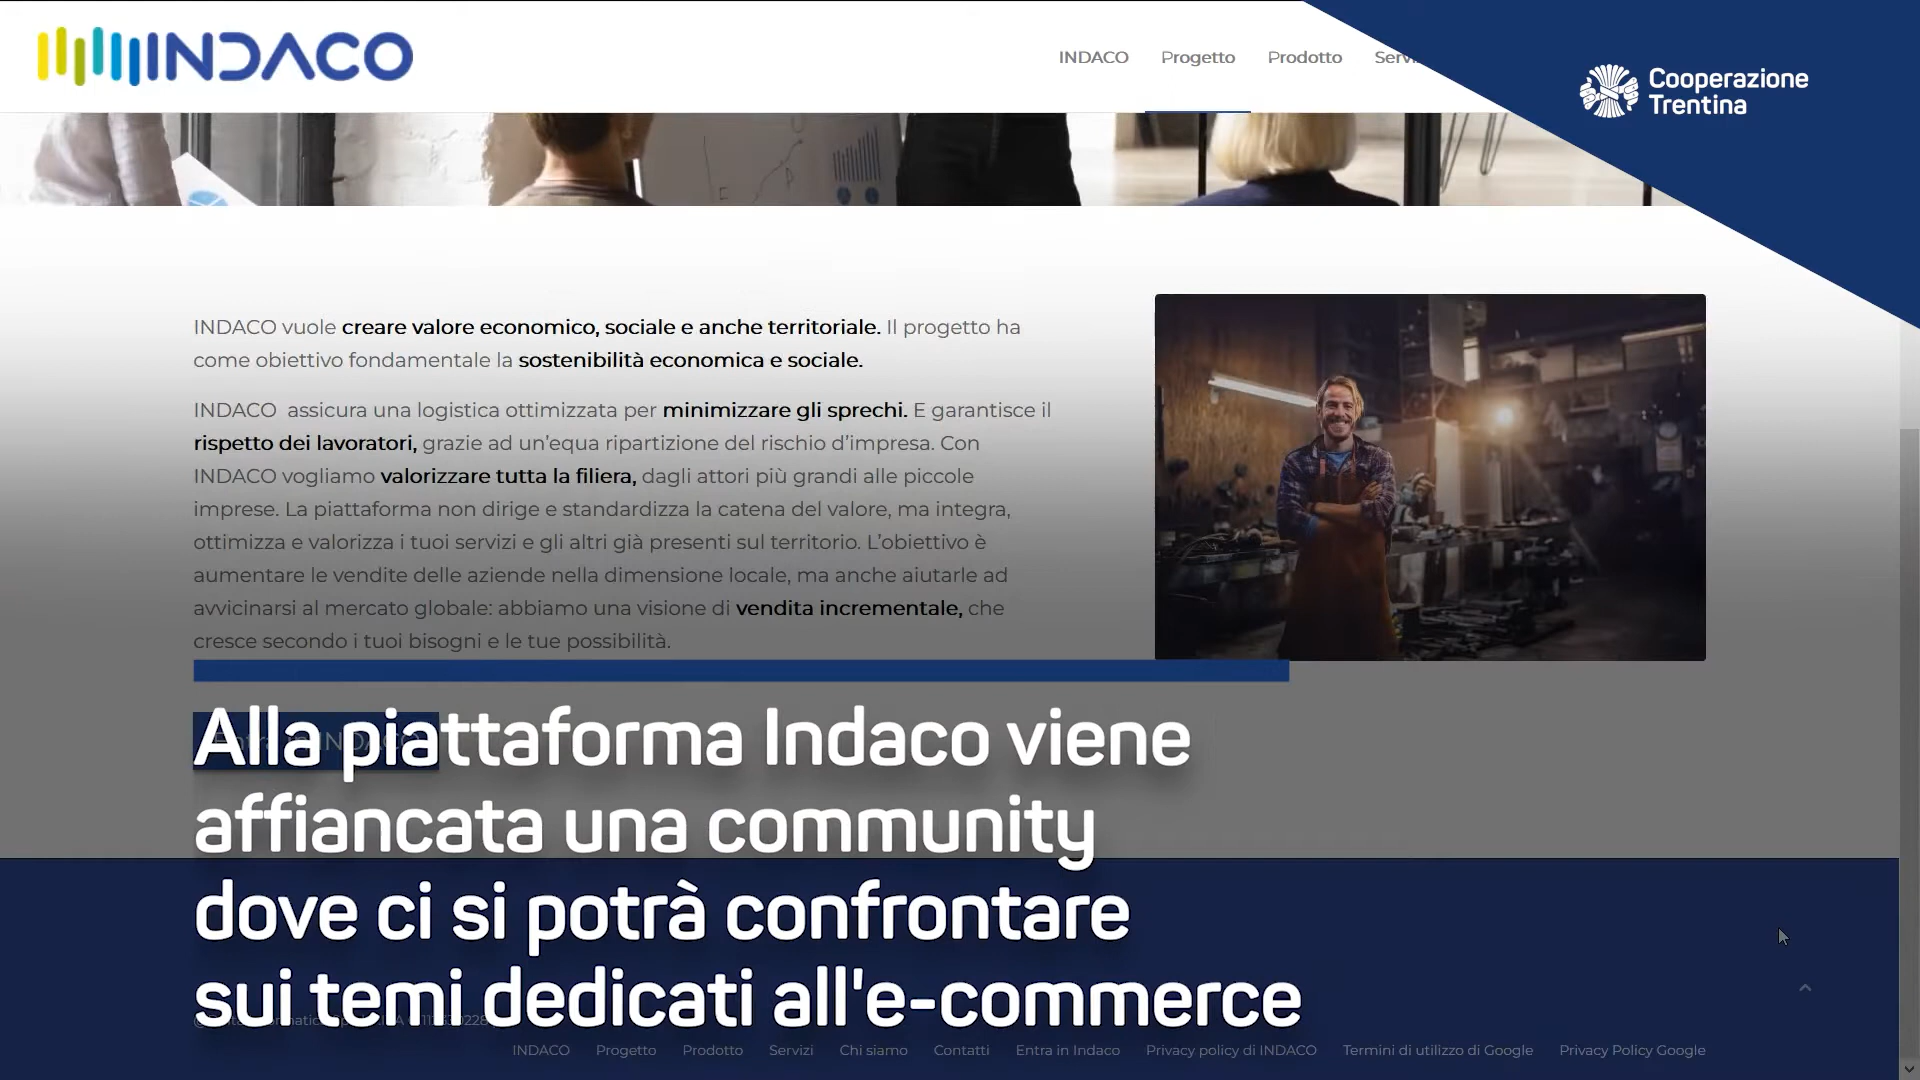 INDACO
INDACO Progetto Prodotto
Cooperazione
Trentina
INDACO vuole creare valore economico, sociale e anche territoriale. Il progetto ha
come obiettivo fondamentale la sostenibilità economica e sociale.
INDACO assicura una logistica ottimizzata per minimizzare gli sprechi. E garantisce il
rispetto dei lavoratori, grazie ad un'equa ripartizione del rischio d'impresa. Con
INDACO vogliamo valorizzare tutta la filiera, dagli attori più grandi alle piccole
imprese. La piattaforma non dirige e standardizza la catena del valore, ma integra,
ottimizza e valorizza i tuoi servizi e gli altri già presenti sul territorio. L'obiettivo è
aumentare le vendite delle aziende nella dimensione locale, ma anche aiutarle ad
avvicinarsi al mercato globale: abbiamo una visione di vendita incrementale, che
cresce secondo i tuoi bisogni e le tue possibilità.
Alla piattaforma Indaco viene
affiancata una community
dove ci si potrà confrontare
sui temi dedicati all'e-commerce
INDACO Progetto Prodotto Servizi Chi siamo Contatti Entra in Indaco Privacy policy di INDACO Termini di utilizzo di Google Privacy Policy Google